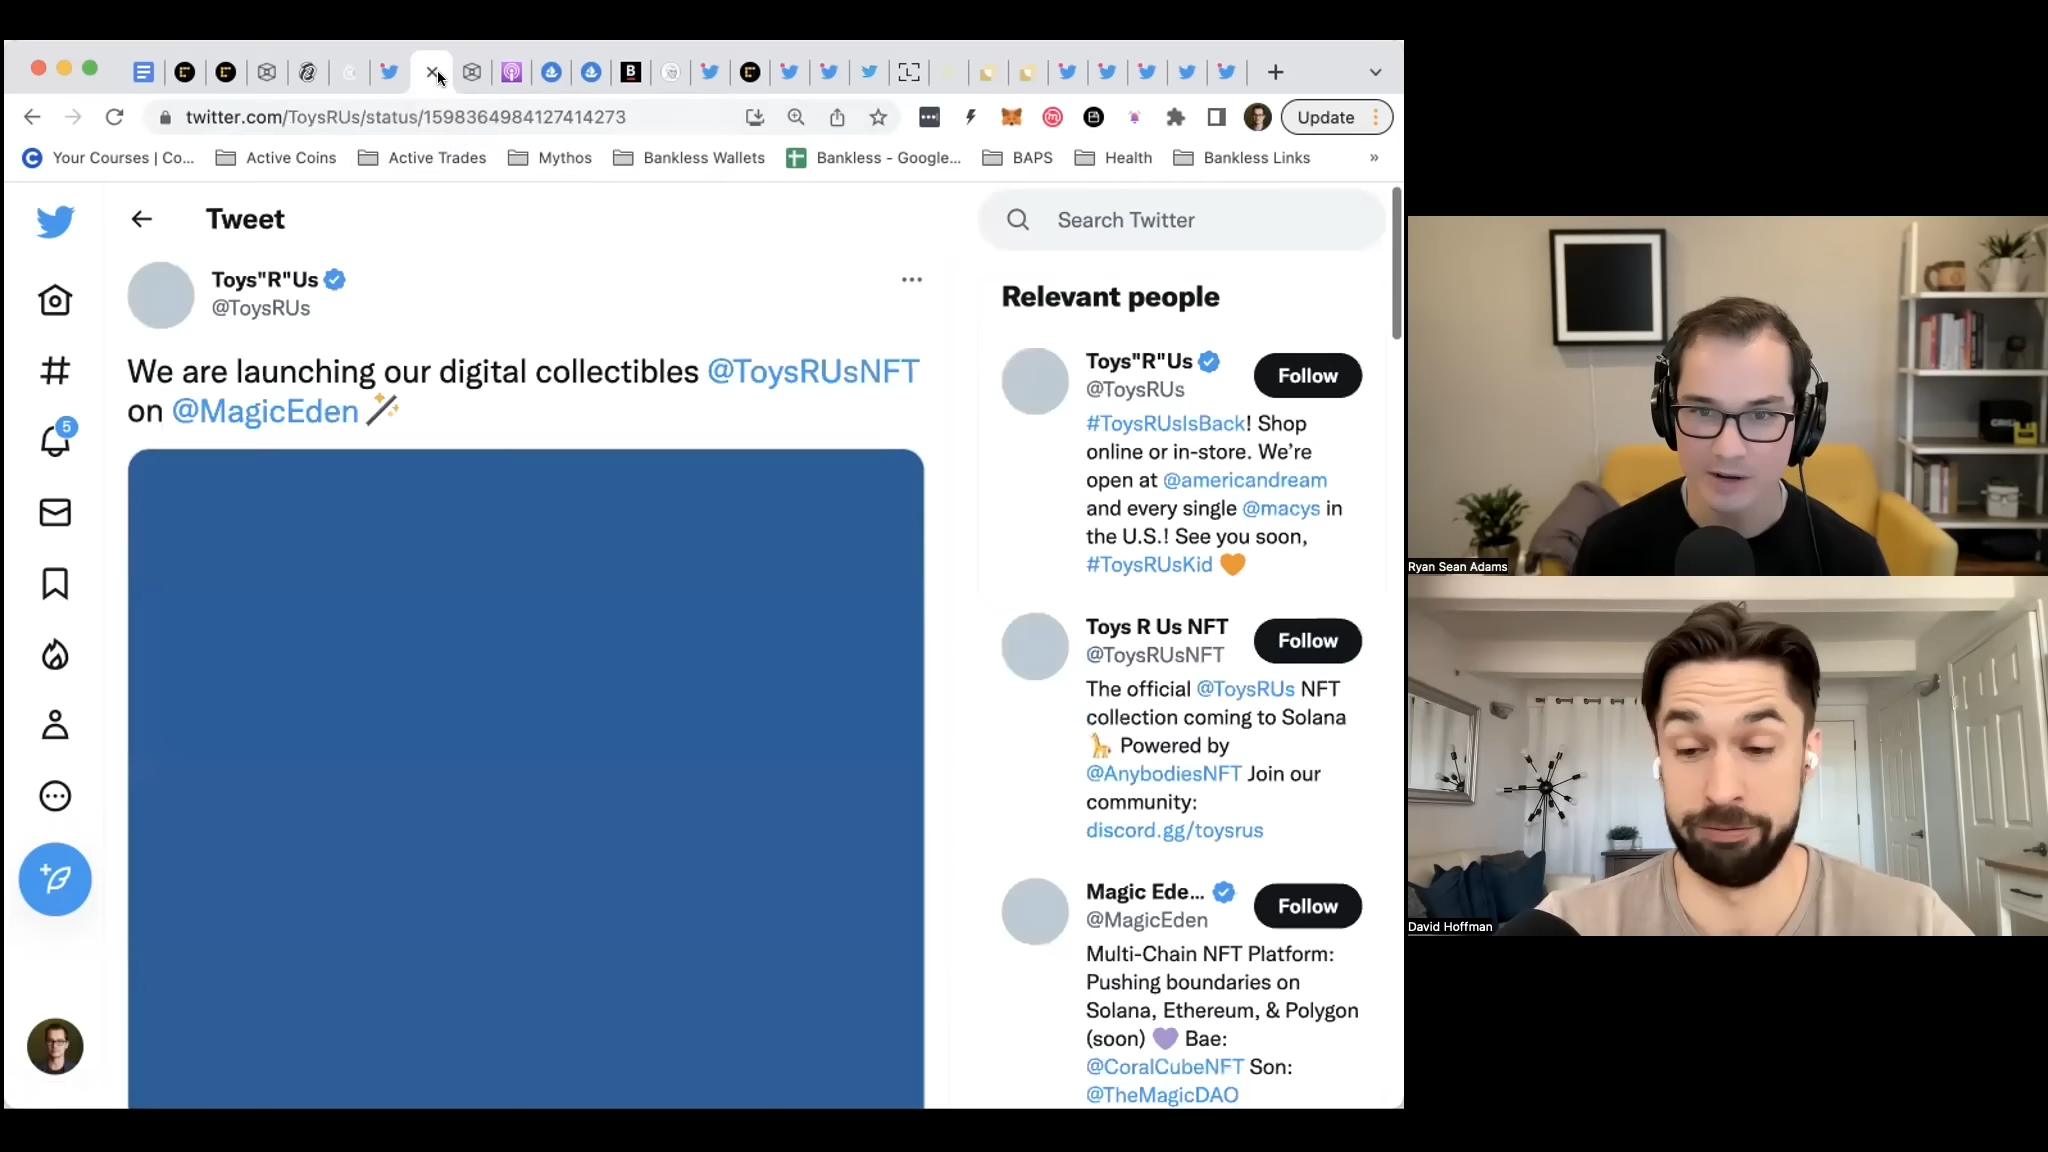 twitter.com/ToysRUs/status/1598364984127414273
Update
Your Courses | Co...
Active Coins
Active Trades
Mythos
Bankless Wallets
Bankless - Google...
BAPS
Health
Bankless Links
»
Tweet
Search Twitter
Toys"R"Us
@ToysRUs
We are launching our digital collectibles @ToysRUsNFT
on @MagicEden
5
Relevant people
Toys"R"Us
@ToysRUs
Follow
#ToysRUsIsBack! Shop
online or in-store. We're
open at @americandream
and every single @macys in
the U.S.! See you soon,
#ToysRUsKid 🧡
Toys R Us NFT
@ToysRUsNFT
Follow
The official @ToysRUs NFT
collection coming to Solana
🦒 Powered by
@AnybodiesNFT Join our
community:
discord.gg/toysrus
Magic Ede...
@MagicEden
Follow
Multi-Chain NFT Platform:
Pushing boundaries on
Solana, Ethereum, & Polygon
(soon) 💜 Bae:
@CoralCubeNFT Son:
@TheMagicDAO
Ryan Sean Adams
David Hoffman